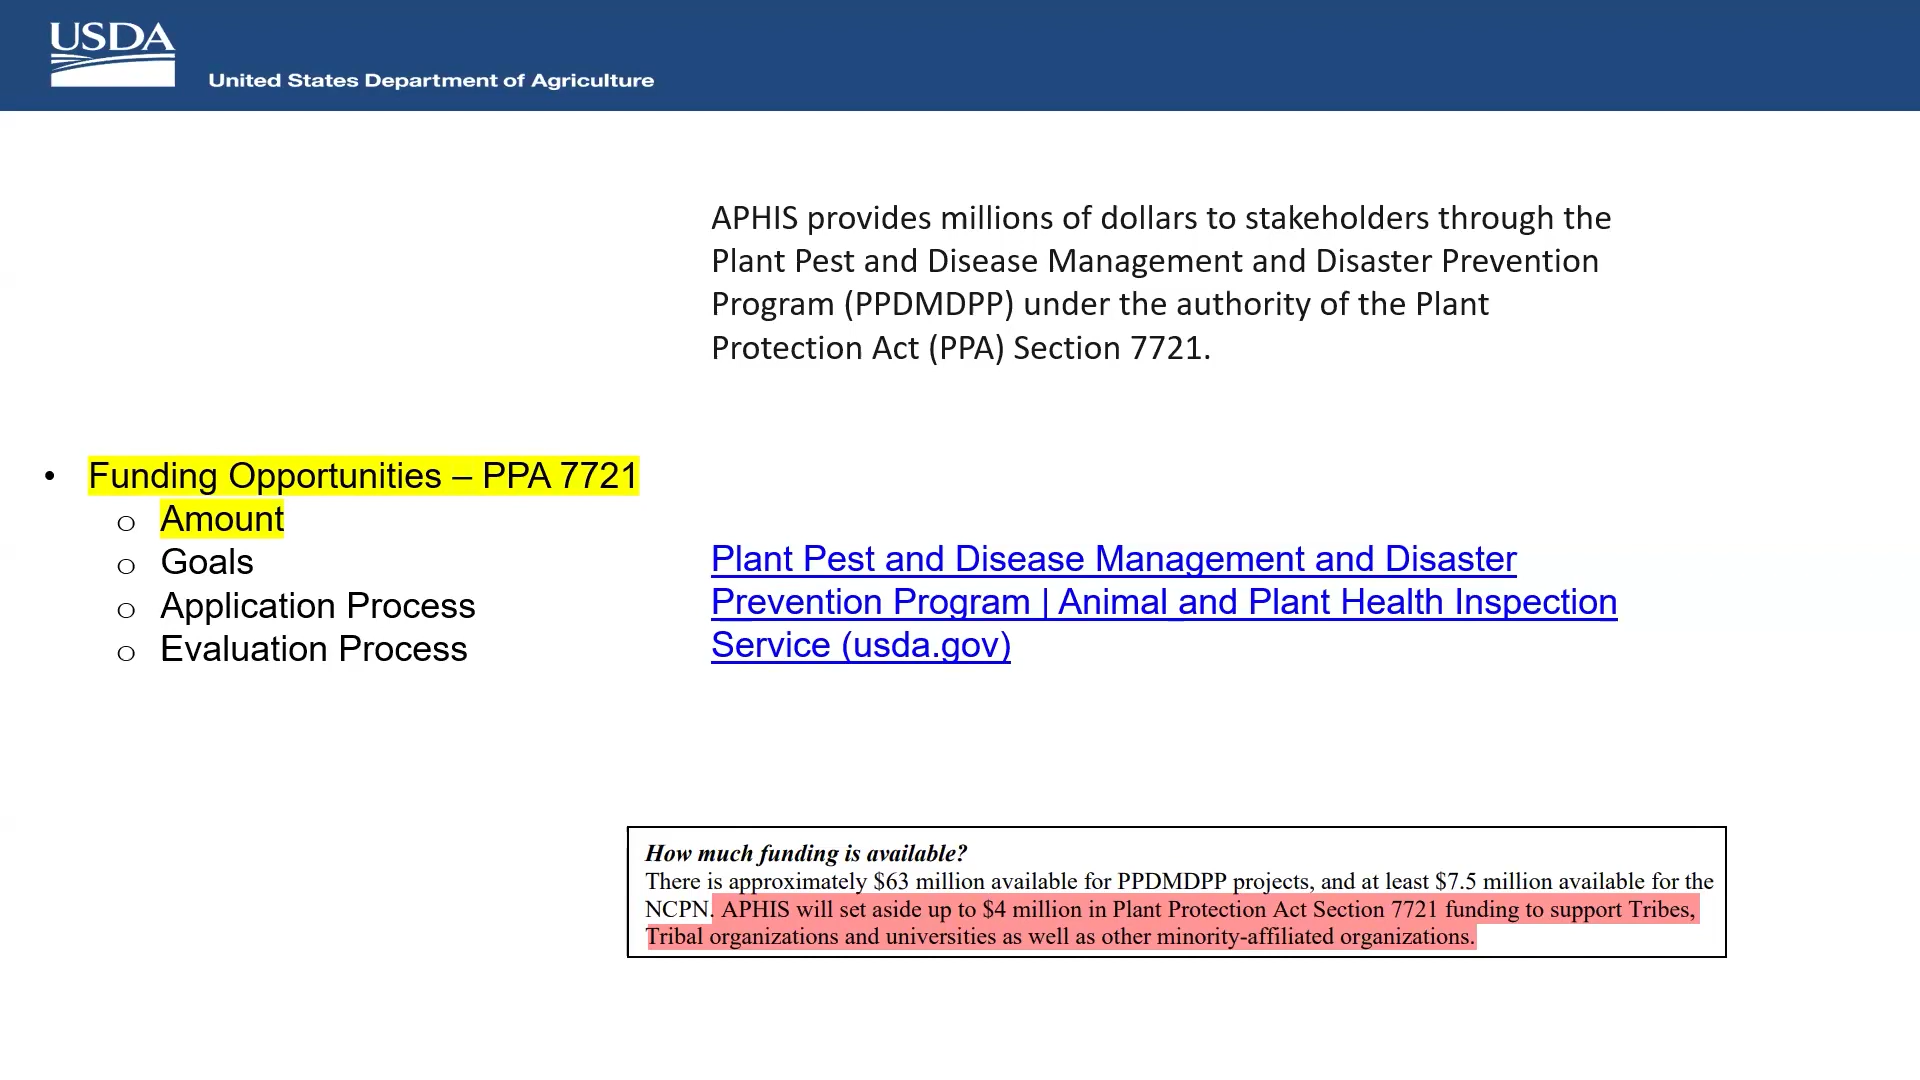 USDA
United States Department of Agriculture
APHIS provides millions of dollars to stakeholders through the
Plant Pest and Disease Management and Disaster Prevention
Program (PPDMDPP) under the authority of the Plant
Protection Act (PPA) Section 7721.
• Funding Opportunities – PPA 7721
o Amount
o Goals
o Application Process
o Evaluation Process
Plant Pest and Disease Management and Disaster
Prevention Program | Animal and Plant Health Inspection
Service (usda.gov)
How much funding is available?
There is approximately $63 million available for PPDMDPP projects, and at least $7.5 million available for the
NCPN. APHIS will set aside up to $4 million in Plant Protection Act Section 7721 funding to support Tribes,
Tribal organizations and universities as well as other minority-affiliated organizations.